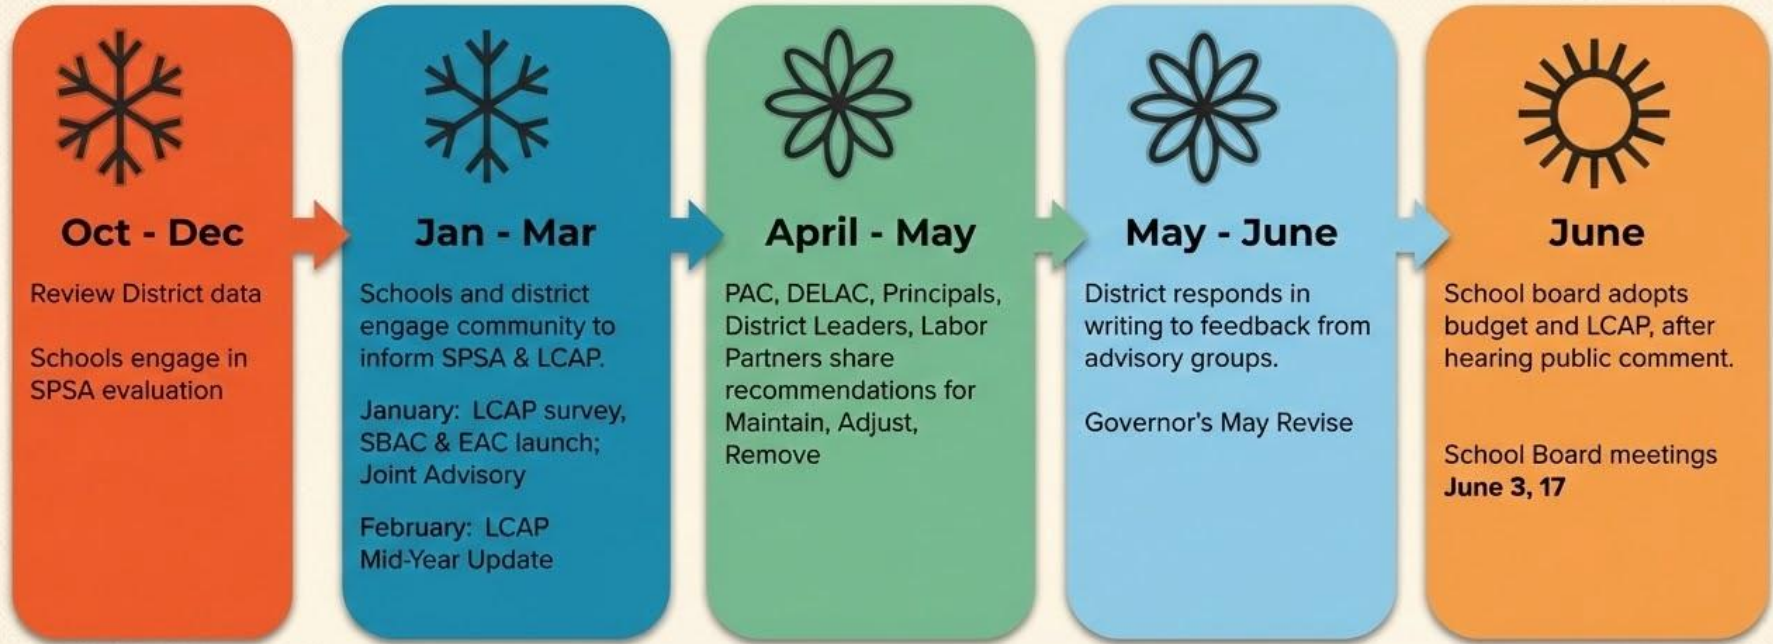 Oct - Dec
Review District data
Schools engage in
SPSA evaluation
Jan - Mar
Schools and district
engage community to
inform SPSA & LCAP.
January: LCAP survey,
SBAC & EAC launch;
Joint Advisory
February: LCAP
Mid-Year Update
April - May
PAC, DELAC, Principals,
District Leaders, Labor
Partners share
recommendations for
Maintain, Adjust,
Remove
May - June
District responds in
writing to feedback from
advisory groups.
Governor's May Revise
June
School board adopts
budget and LCAP, after
hearing public comment.
School Board meetings
June 3, 17